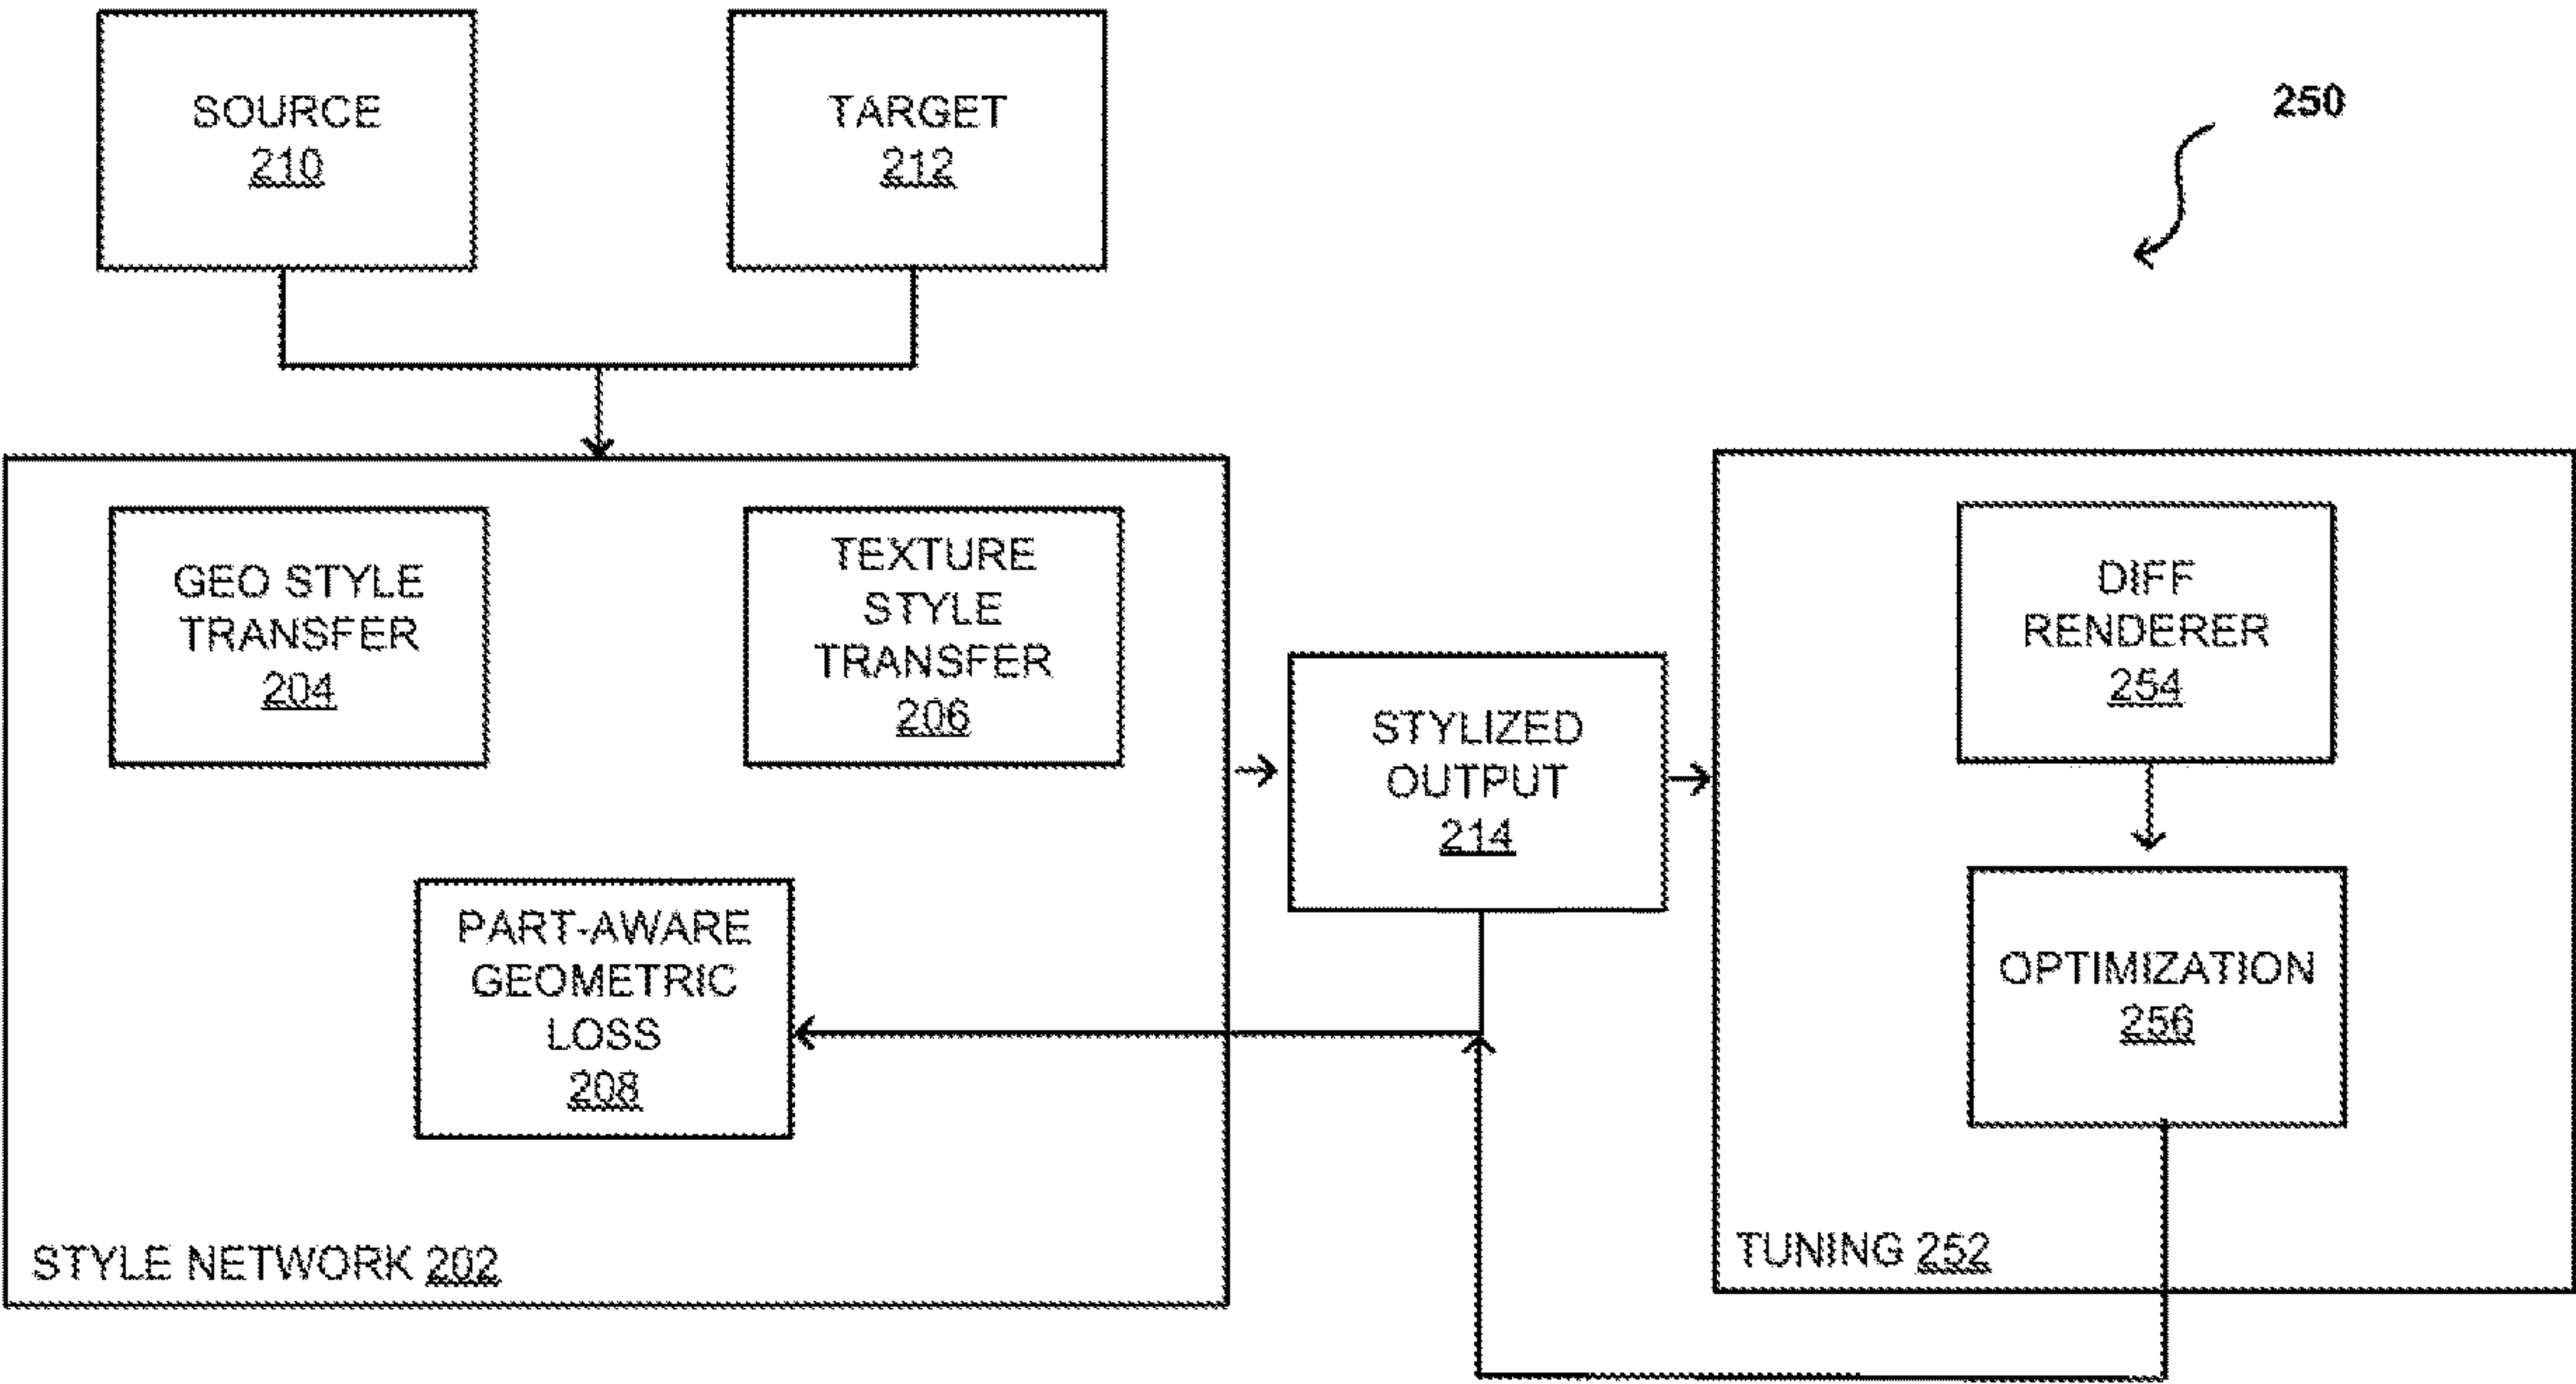 SOURCE
210
TARGET
212
250
GEO STYLE
TRANSFER
204
TEXTURE
STYLE
TRANSFER
206
PART-AWARE
GEOMETRIC
LOSS
208
STYLE NETWORK 202
STYLIZED
OUTPUT
214
DIFF
RENDERER
254
OPTIMIZATION
256
TUNING 252